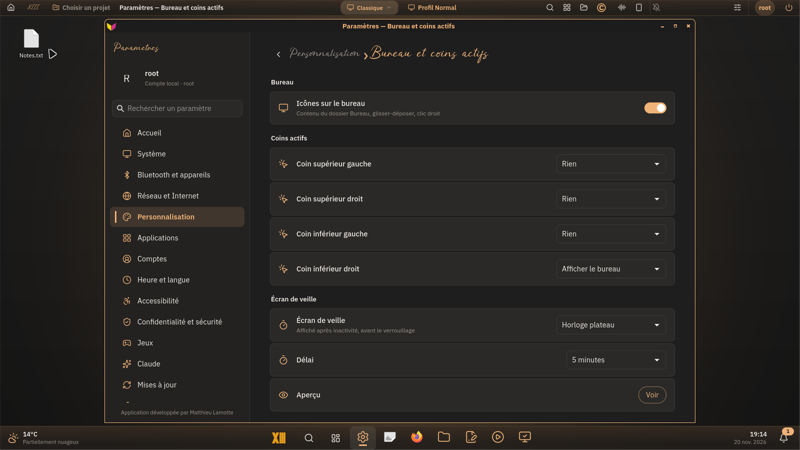 Choisir un projet
Paramètres — Bureau et coins actifs
Classique
Profil Normal
root
Notes.txt
Paramètres — Bureau et coins actifs
Paramètres
R
root
Compte local · root
Rechercher un paramètre
Accueil
Système
Bluetooth et appareils
Réseau et Internet
Personnalisation
Applications
Comptes
Heure et langue
Accessibilité
Confidentialité et sécurité
Jeux
Claude
Mises à jour
Application développée par Matthieu Lamotte
Personnalisation › Bureau et coins actifs
Bureau
Icônes sur le bureau
Contenu du dossier Bureau, glisser-déposer, clic droit
Coins actifs
Coin supérieur gauche
Rien
Coin supérieur droit
Rien
Coin inférieur gauche
Rien
Coin inférieur droit
Afficher le bureau
Écran de veille
Écran de veille
Affiché après inactivité, avant le verrouillage
Horloge plateau
Délai
5 minutes
Aperçu
Voir
14°C
Partiellement nuageux
XIII
19:14
20 nov. 2026
1